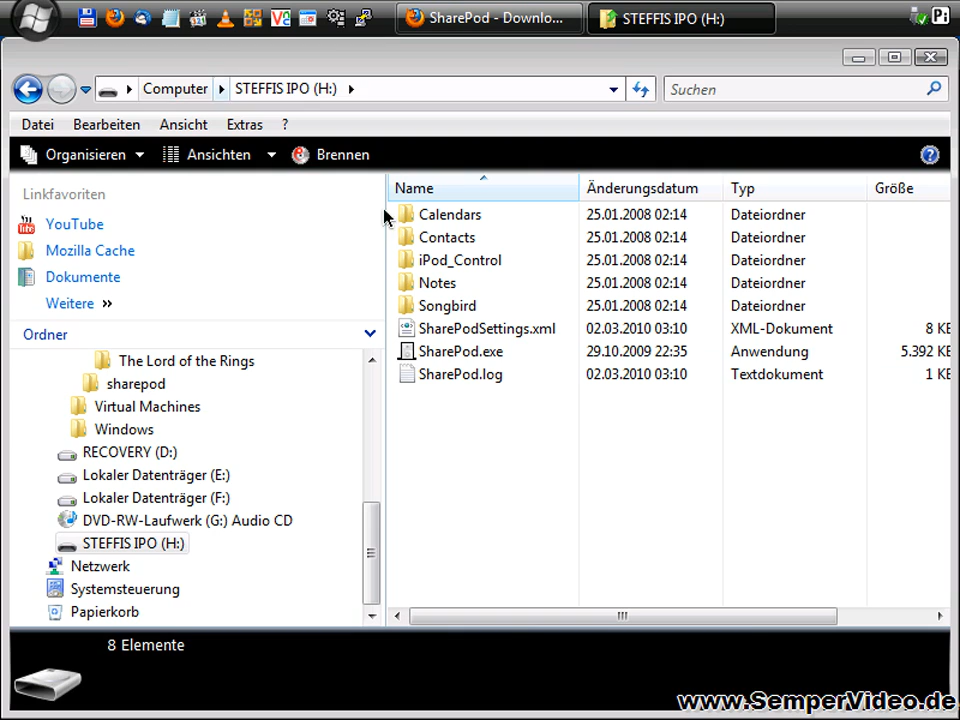 SharePod - Downlo...
STEFFIS IPO (H:)
Pi
Computer
STEFFIS IPO (H:)
Suchen
Datei Bearbeiten Ansicht Extras ?
Organisieren Ansichten Brennen ?
Linkfavoriten
YouTube
Mozilla Cache
Dokumente
Weitere »
Ordner
The Lord of the Rings
sharepod
Virtual Machines
Windows
RECOVERY (D:)
Lokaler Datenträger (E:)
Lokaler Datenträger (F:)
DVD-RW-Laufwerk (G:) Audio CD
STEFFIS IPO (H:)
Netzwerk
Systemsteuerung
Papierkorb
Name Änderungsdatum Typ Größe
Calendars 25.01.2008 02:14 Dateiordner
Contacts 25.01.2008 02:14 Dateiordner
iPod_Control 25.01.2008 02:14 Dateiordner
Notes 25.01.2008 02:14 Dateiordner
Songbird 25.01.2008 02:14 Dateiordner
SharePodSettings.xml 02.03.2010 03:10 XML-Dokument 8 KB
SharePod.exe 29.10.2009 22:35 Anwendung 5.392 KB
SharePod.log 02.03.2010 03:10 Textdokument 1 KB
8 Elemente
www.SemperVideo.de